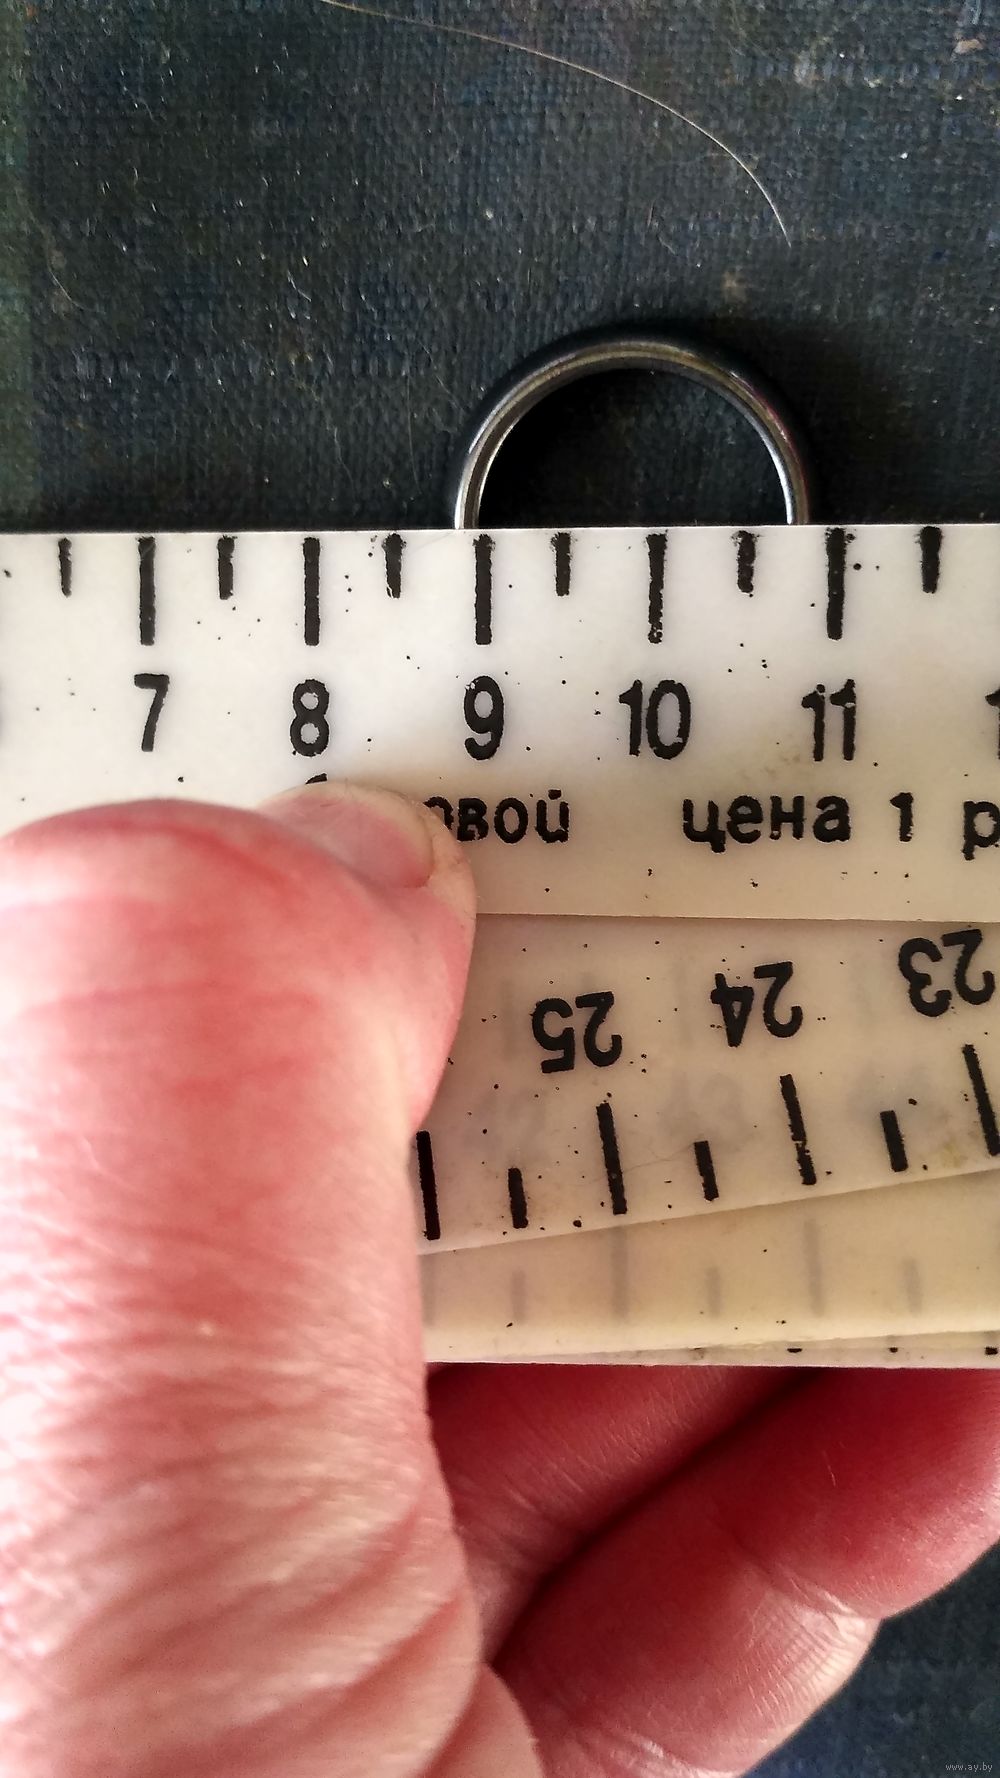 7 8 9 10 11
овой цена 1 р
25 24 23
www.ay.by